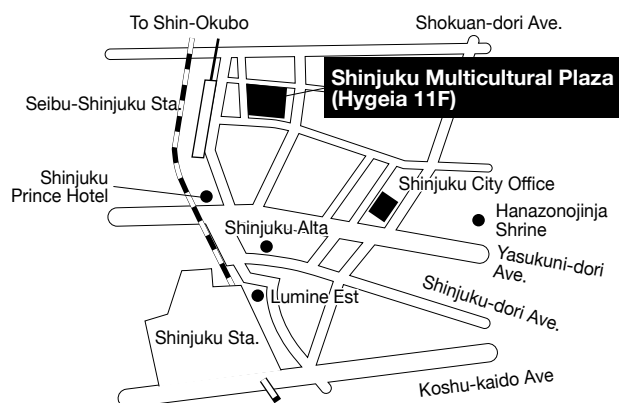 To Shin-Okubo
Shokuan-dori Ave.
Shinjuku Multicultural Plaza
(Hygeia 11F)
Seibu-Shinjuku Sta.
Shinjuku
Prince Hotel
Shinjuku City Office
Hanazonojinja
Shrine
Shinjuku Alta
Yasukuni-dori
Ave.
Lumine Est
Shinjuku-dori Ave.
Shinjuku Sta.
Koshu-kaido Ave